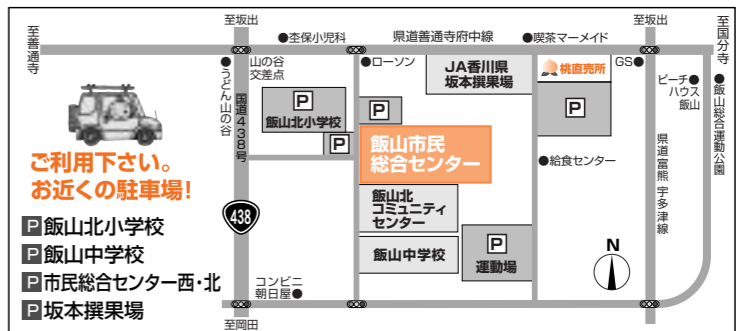 至坂出
至坂出
至善通寺
至国分寺
●杢保小児科
県道善通寺府中線
●喫茶マーメイド
山の谷
交差点
●うどん山の谷
国道438号
●ローソン
JA香川県
坂本撰果場
桃直売所
GS●
ピーチ●
ハウス
飯山
●飯山総合運動公園
P
飯山北小学校
P
P
P
飯山市民
総合センター
●給食センター
県道富熊宇多津線
ご利用下さい。
お近くの駐車場!
P飯山北小学校
P飯山中学校
P市民総合センター西・北
P坂本撰果場
438
飯山北
コミュニティ
センター
飯山中学校
P
運動場
N
コンビニ
朝日屋●
至岡田